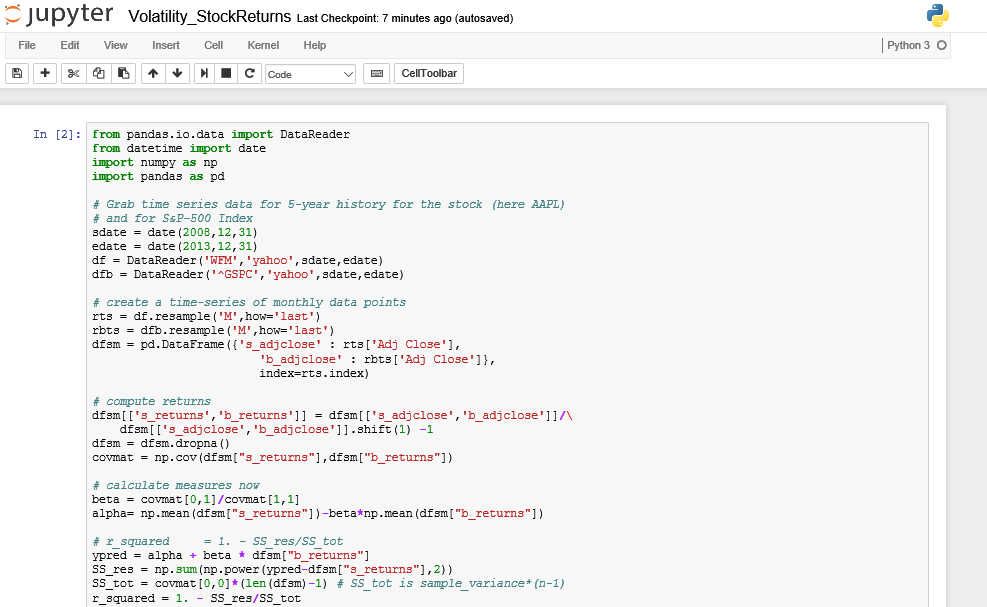 jupyter Volatility_StockReturns Last Checkpoint: 7 minutes ago (autosaved)
File Edit View Insert Cell Kernel Help Python 3
Code CellToolbar
In [2]: from pandas.io.data import DataReader
from datetime import date
import numpy as np
import pandas as pd
# Grab time series data for 5-year history for the stock (here AAPL)
# and for S&P-500 Index
sdate = date(2008,12,31)
edate = date(2013,12,31)
df = DataReader('WFM','yahoo',sdate,edate)
dfb = DataReader('^GSPC','yahoo',sdate,edate)
# create a time-series of monthly data points
rts = df.resample('M',how='last')
rbts = dfb.resample('M',how='last')
dfsm = pd.DataFrame({'s_adjclose' : rts['Adj Close'],
'b_adjclose' : rbts['Adj Close']},
index=rts.index)
# compute returns
dfsm[['s_returns','b_returns']] = dfsm[['s_adjclose','b_adjclose']]/\
dfsm[['s_adjclose','b_adjclose']].shift(1) -1
dfsm = dfsm.dropna()
covmat = np.cov(dfsm["s_returns"],dfsm["b_returns"])
# calculate measures now
beta = covmat[0,1]/covmat[1,1]
alpha= np.mean(dfsm["s_returns"])-beta*np.mean(dfsm["b_returns"])
# r_squared     = 1. - SS_res/SS_tot
ypred = alpha + beta * dfsm["b_returns"]
SS_res = np.sum(np.power(ypred-dfsm["s_returns"],2))
SS_tot = covmat[0,0]*(len(dfsm)-1) # SS_tot is sample_variance*(n-1)
r_squared = 1. - SS_res/SS_tot